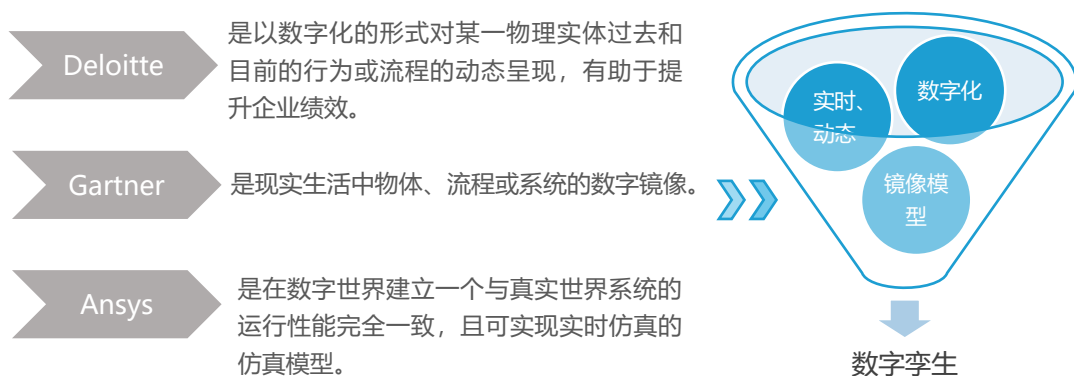 Deloitte
是以数字化的形式对某一物理实体过去和
目前的行为或流程的动态呈现，有助于提
升企业绩效。
Gartner
是现实生活中物体、流程或系统的数字镜像。
Ansys
是在数字世界建立一个与真实世界系统的
运行性能完全一致，且可实现实时仿真的
仿真模型。
实时、
动态
数字化
镜像模
型
数字孪生